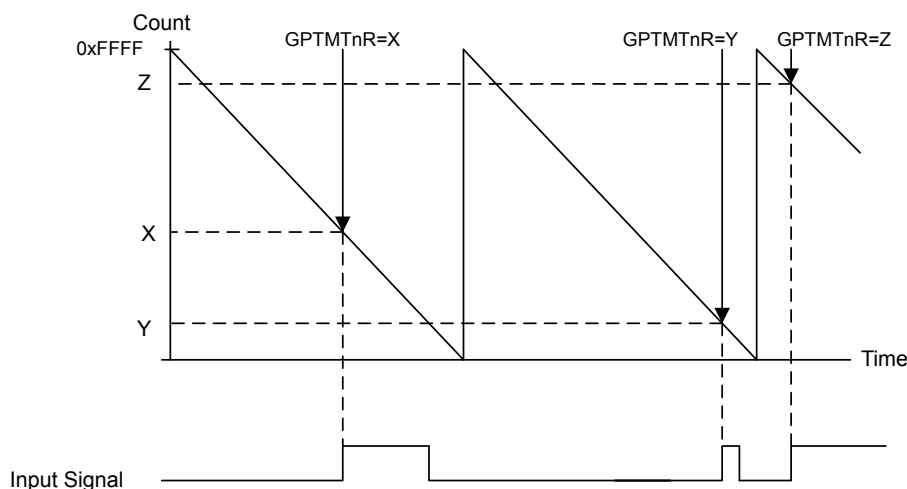 Count
0xFFFF
GPTMTnR=X
GPTMTnR=Y
GPTMTnR=Z
Z
X
Y
Time
Input Signal